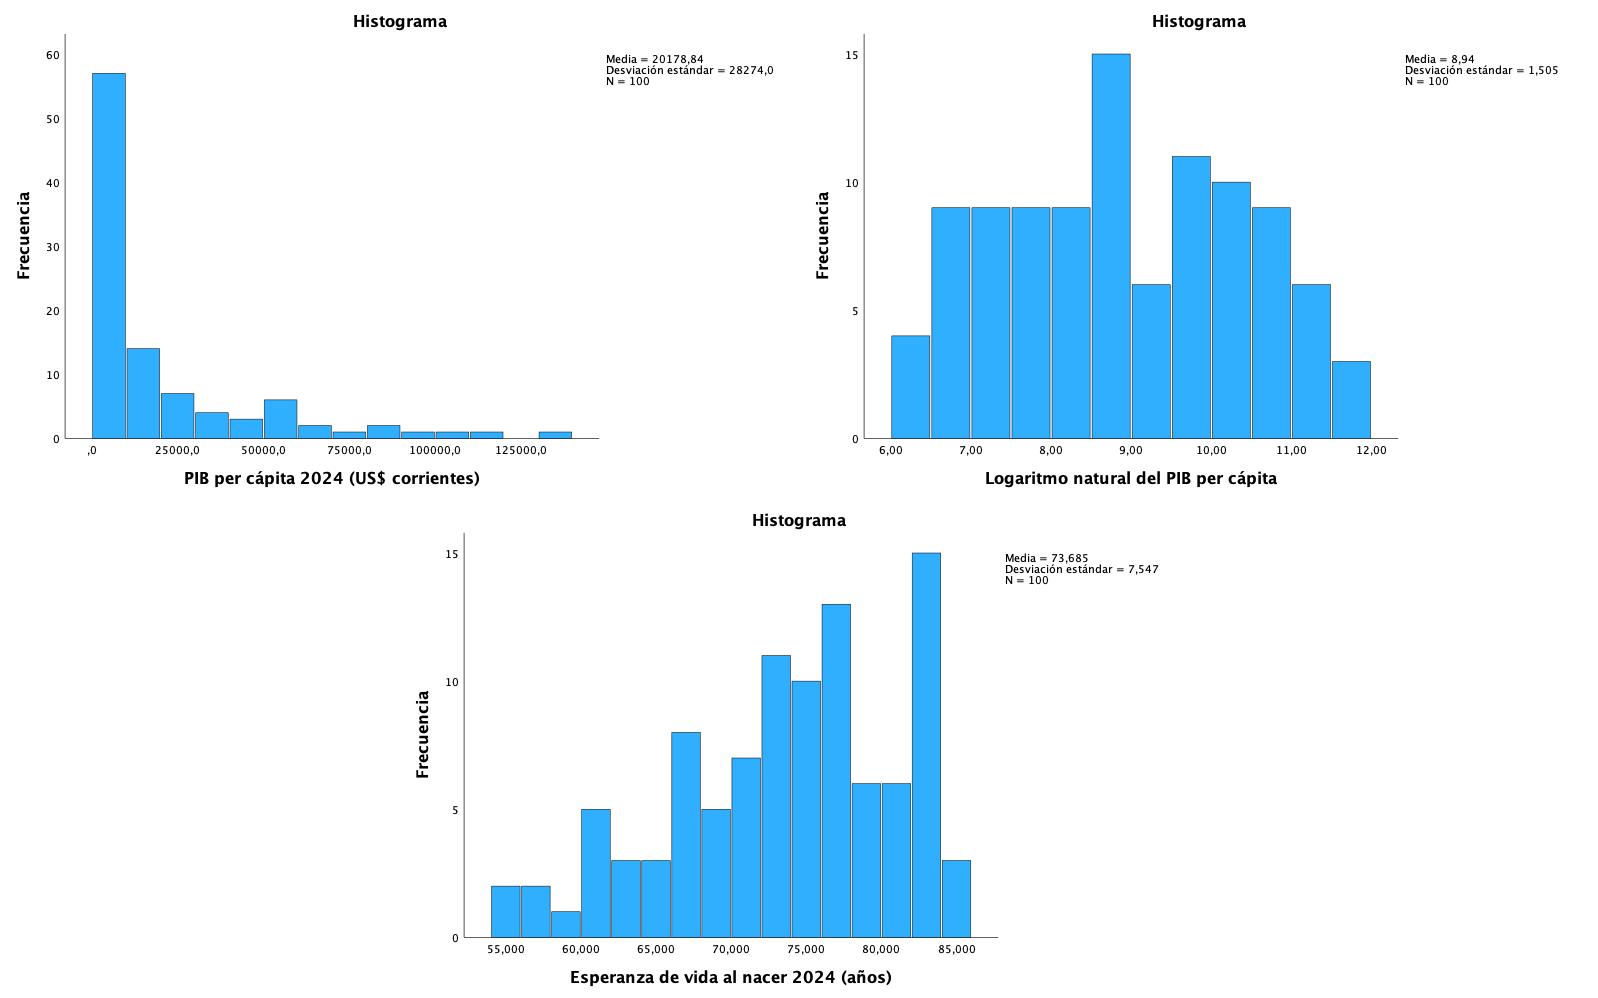 Histograma
60
50
40
30
20
10
0
Frecuencia
,0
25000,0
50000,0
75000,0
100000,0
125000,0
PIB per cápita 2024 (US$ corrientes)
Media = 20178,84
Desviación estándar = 28274,0
N = 100
Histograma
15
10
5
0
Frecuencia
6,00
7,00
8,00
9,00
10,00
11,00
12,00
Logaritmo natural del PIB per cápita
Media = 8,94
Desviación estándar = 1,505
N = 100
Histograma
15
10
5
0
Frecuencia
55,000
60,000
65,000
70,000
75,000
80,000
85,000
Esperanza de vida al nacer 2024 (años)
Media = 73,685
Desviación estándar = 7,547
N = 100